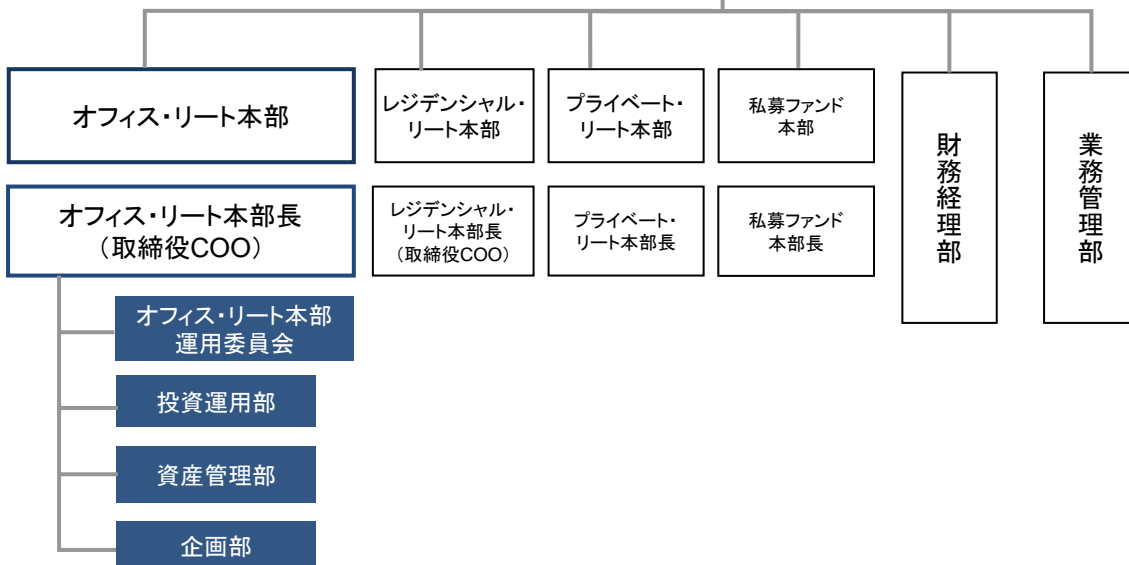 オフィス・リート本部
レジデンシャル・
リート本部
プライベート・
リート本部
私募ファンド
本部
財務経理部
業務管理部
オフィス・リート本部長
（取締役COO）
レジデンシャル・
リート本部長
（取締役COO）
プライベート・
リート本部長
私募ファンド
本部長
オフィス・リート本部
運用委員会
投資運用部
資産管理部
企画部